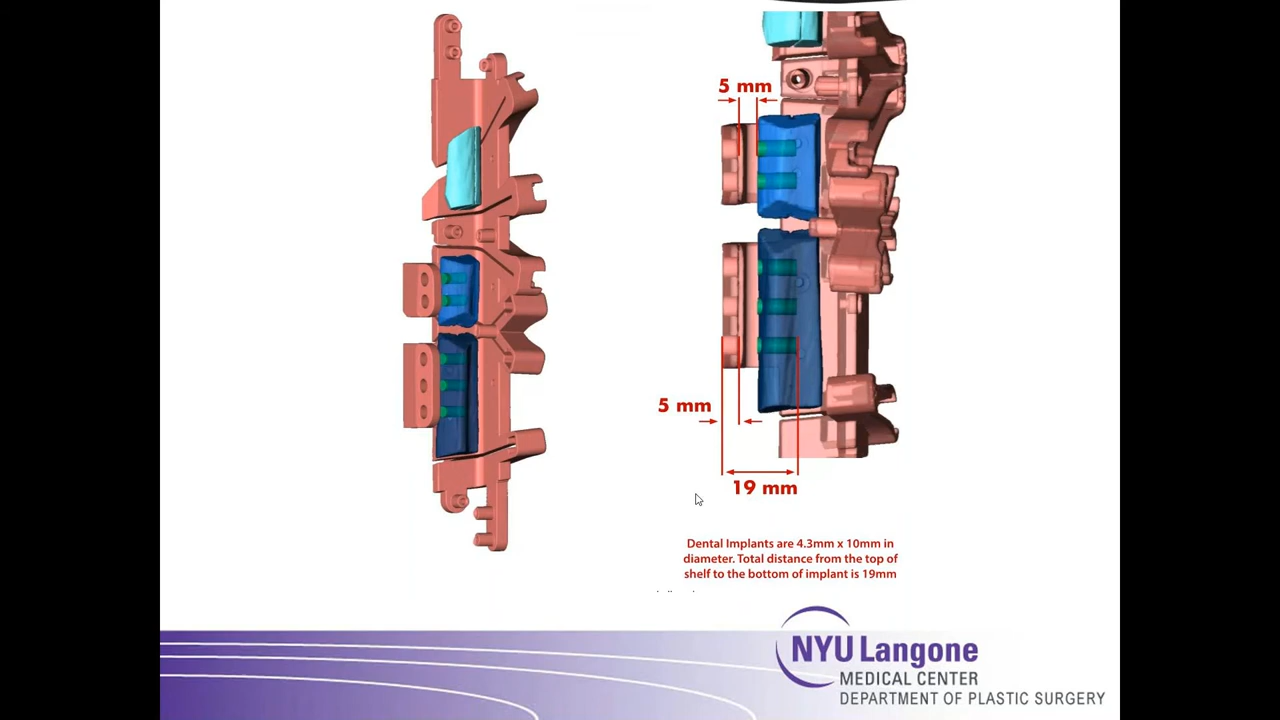 5 mm
5 mm
19 mm
Dental Implants are 4.3mm x 10mm in
diameter. Total distance from the top of
shelf to the bottom of implant is 19mm
NYU Langone
MEDICAL CENTER
DEPARTMENT OF PLASTIC SURGERY